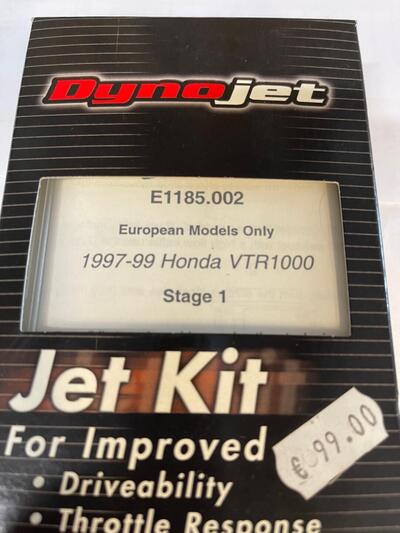 Dynojet
E1185.002
European Models Only
1997-99 Honda VTR1000
Stage 1
Jet Kit
For Improved
€ 99.00
• Driveability
• Throttle Response